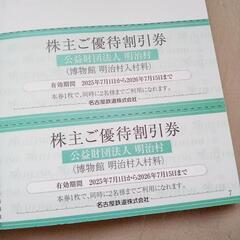 株主ご優待割引券
公益財団法人 明治村
(博物館 明治村入村料)
有効期間 2025年7月1日から2026年7月15日まで
本券1枚で、同時に2名様までご利用になれます。
名古屋鉄道株式会社
株主ご優待割引券
公益財団法人 明治村
(博物館 明治村入村料)
有効期間 2025年7月1日から2026年7月15日まで
本券1枚で、同時に2名様までご利用になれます。
名古屋鉄道株式会社
7